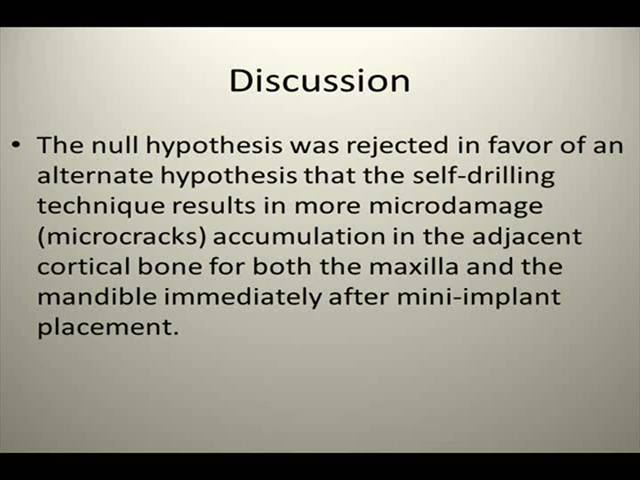 Discussion
• The null hypothesis was rejected in favor of an
alternate hypothesis that the self-drilling
technique results in more microdamage
(microcracks) accumulation in the adjacent
cortical bone for both the maxilla and the
mandible immediately after mini-implant
placement.